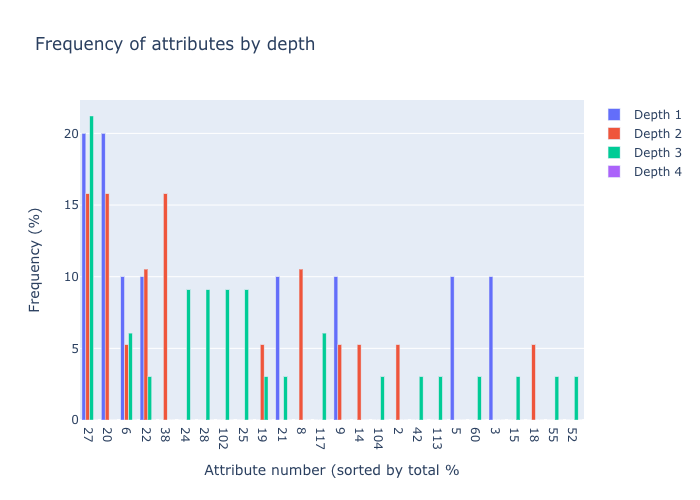 Frequency of attributes by depth
Depth 1
Depth 2
Depth 3
Depth 4
Frequency (%)
20
15
10
5
0
27 20 6 22 38 24 28 102 25 19 21 8 117 9 14 104 2 42 113 5 60 3 15 18 55 52
Attribute number (sorted by total %